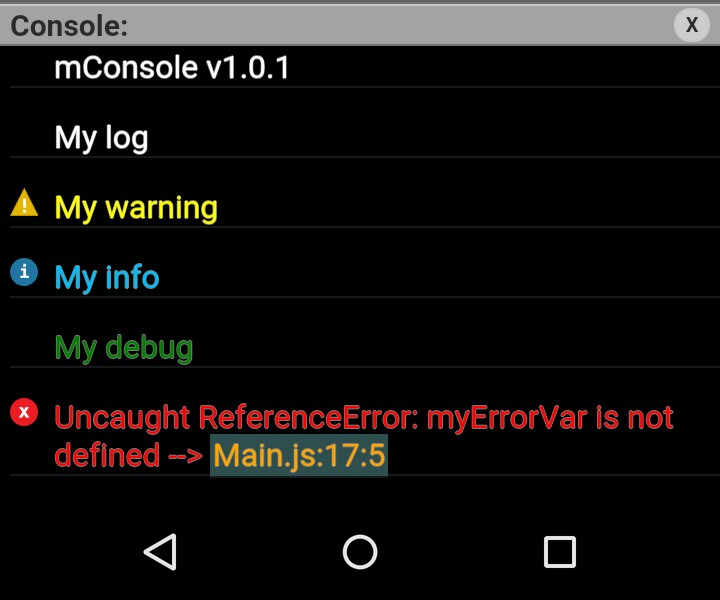 Console:
X
mConsole v1.0.1
My log
My warning
My info
My debug
Uncaught ReferenceError: myErrorVar is not
defined --> Main.js:17:5